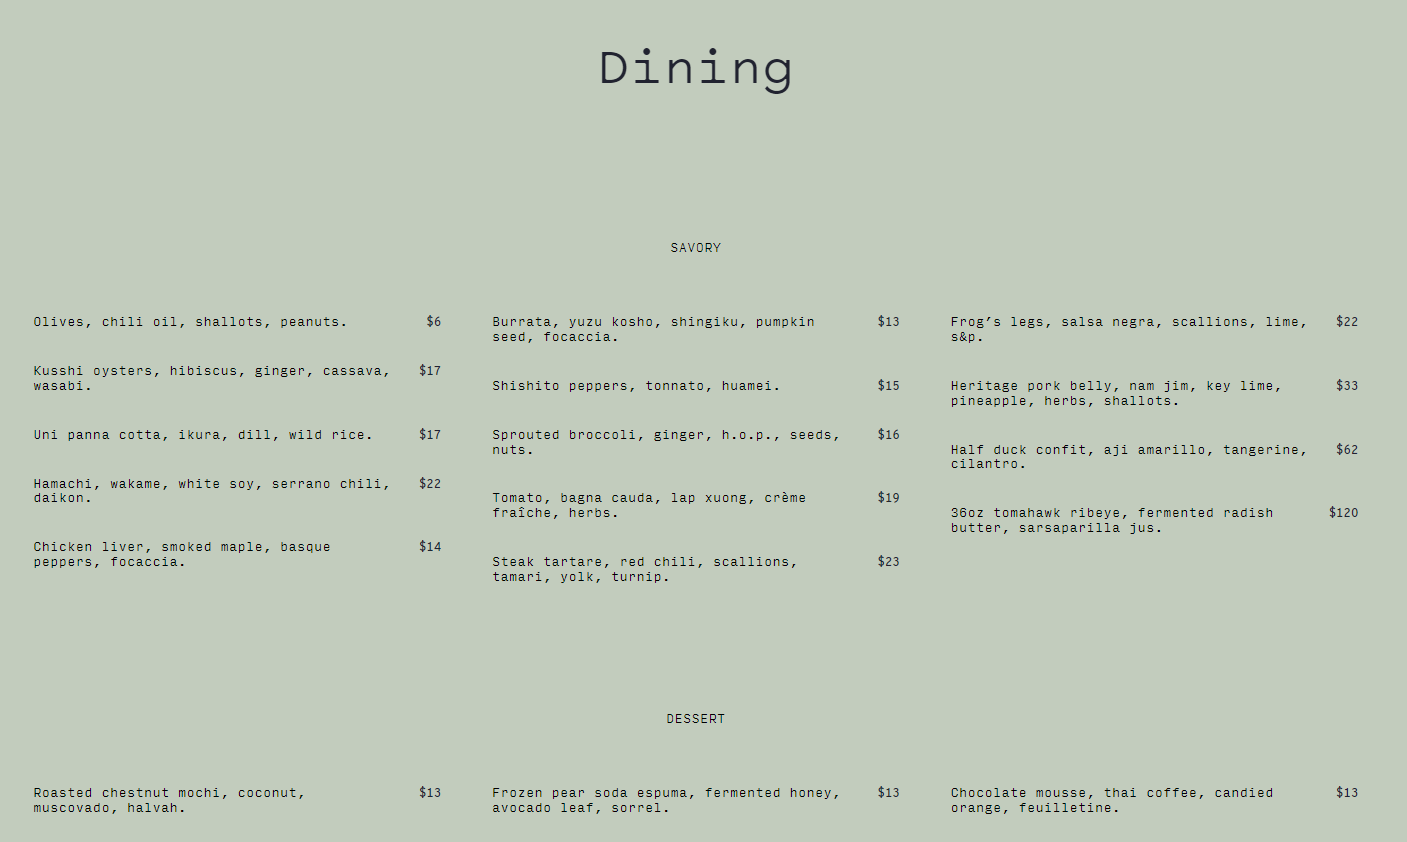 Dining
SAVORY
Olives, chili oil, shallots, peanuts. $6
Kusshi oysters, hibiscus, ginger, cassava, $17
wasabi.
Uni panna cotta, ikura, dill, wild rice. $17
Hamachi, wakame, white soy, serrano chili, $22
daikon.
Chicken liver, smoked maple, basque $14
peppers, focaccia.
Burrata, yuzu kosho, shingiku, pumpkin $13
seed, focaccia.
Shishito peppers, tonnato, huamei. $15
Sprouted broccoli, ginger, h.o.p., seeds, $16
nuts.
Tomato, bagna cauda, lap xuong, crème $19
fraîche, herbs.
Steak tartare, red chili, scallions, $23
tamari, yolk, turnip.
Frog’s legs, salsa negra, scallions, lime, $22
s&p.
Heritage pork belly, nam jim, key lime, $33
pineapple, herbs, shallots.
Half duck confit, aji amarillo, tangerine, $62
cilantro.
36oz tomahawk ribeye, fermented radish $120
butter, sarsaparilla jus.
DESSERT
Roasted chestnut mochi, coconut, $13
muscovado, halvah.
Frozen pear soda espuma, fermented honey, $13
avocado leaf, sorrel.
Chocolate mousse, thai coffee, candied $13
orange, feuilletine.